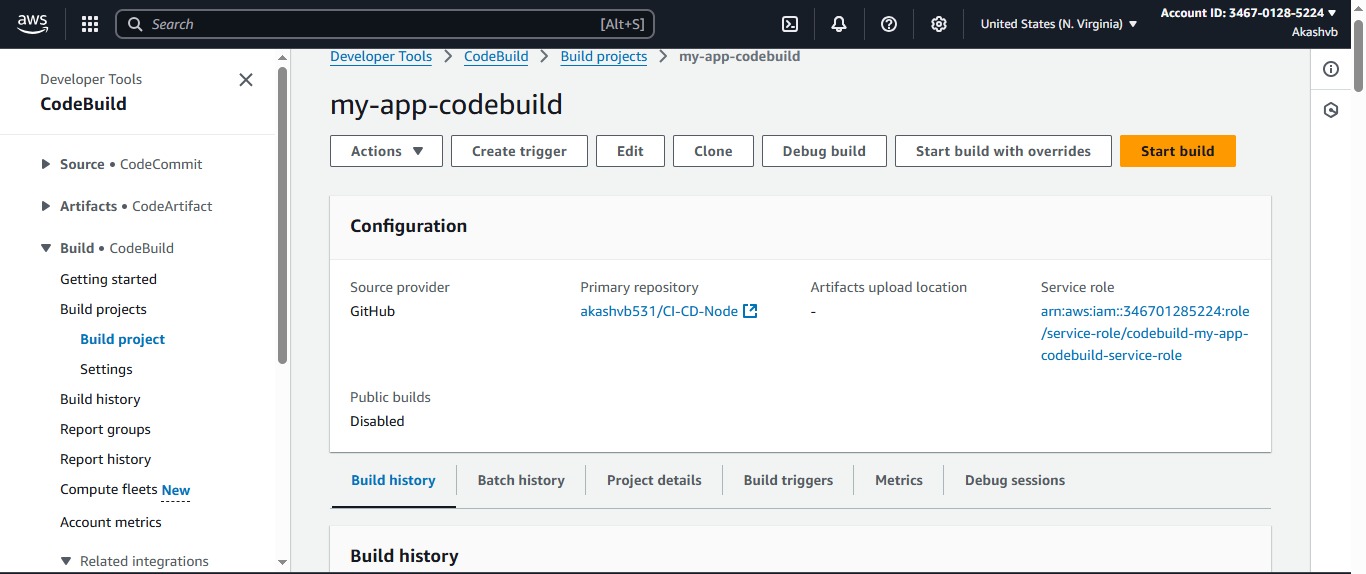 aws
Search
[Alt+S]
United States (N. Virginia)
Account ID: 3467-0128-5224
Akashvb
Developer Tools
CodeBuild
Source • CodeCommit
Artifacts • CodeArtifact
Build • CodeBuild
Getting started
Build projects
Build project
Settings
Build history
Report groups
Report history
Compute fleets New
Account metrics
Related integrations
Developer Tools
CodeBuild
Build projects
my-app-codebuild
my-app-codebuild
Actions
Create trigger
Edit
Clone
Debug build
Start build with overrides
Start build
Configuration
Source provider
GitHub
Primary repository
akashvb531/CI-CD-Node
Artifacts upload location
-
Service role
arn:aws:iam::346701285224:role
/service-role/codebuild-my-app-
codebuild-service-role
Public builds
Disabled
Build history
Batch history
Project details
Build triggers
Metrics
Debug sessions
Build history